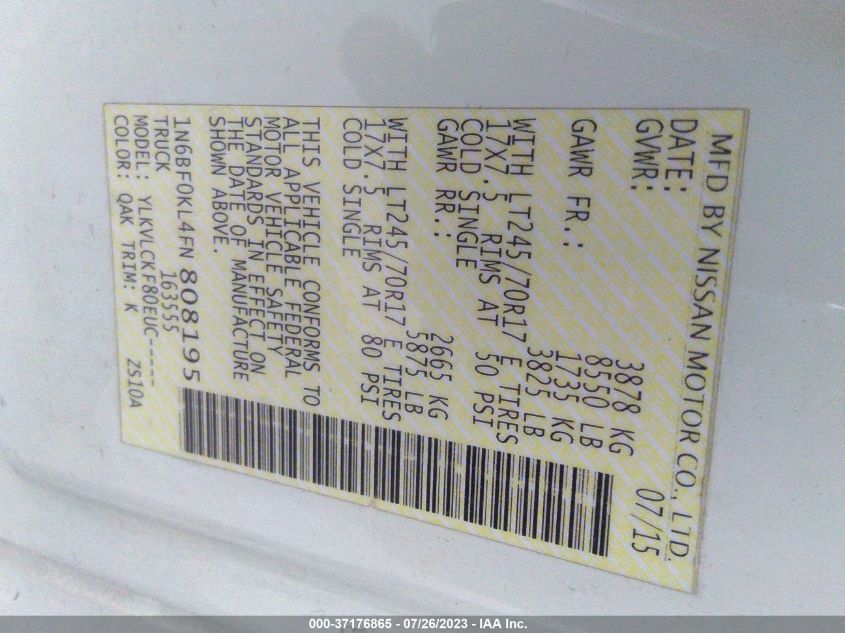 MFD BY NISSAN MOTOR CO., LTD.
DATE: 07/15
GVWR: 3878 KG
8550 LB
GAWR FR.: 1735 KG
3825 LB
WITH LT245/70R17 E TIRES
17X7.5 RIMS AT 50 PSI
COLD SINGLE
GAWR RR.: 2665 KG
5875 LB
WITH LT245/70R17 E TIRES
17X7.5 RIMS AT 80 PSI
COLD SINGLE
THIS VEHICLE CONFORMS TO
ALL APPLICABLE FEDERAL
MOTOR VEHICLE SAFETY
STANDARDS IN EFFECT ON
THE DATE OF MANUFACTURE
SHOWN ABOVE.
1N6BF0KL4FN 808195
TRUCK 163555
MODEL: YLKVLCKF80EUC-----
COLOR: QAK TRIM: K ZS10A
000-37176865 - 07/26/2023 - IAA Inc.